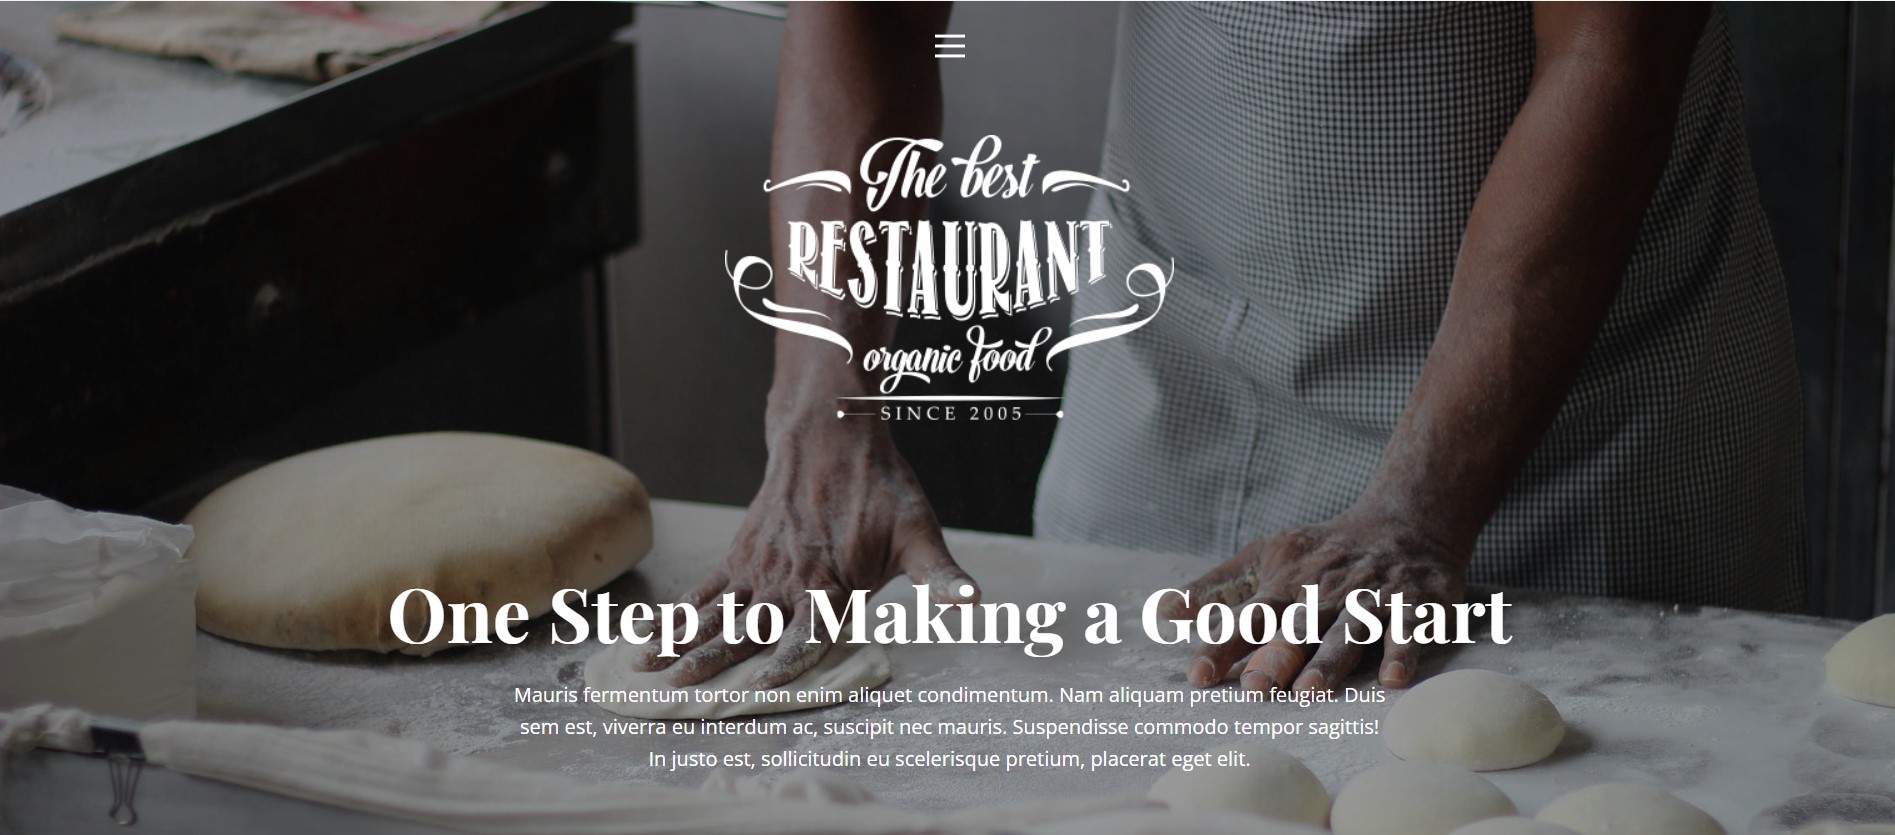 The best
RESTAURANT
organic food
SINCE 2005
One Step to Making a Good Start
Mauris fermentum tortor non enim aliquet condimentum. Nam aliquam pretium feugiat. Duis
sem est, viverra eu interdum ac, suscipit nec mauris. Suspendisse commodo tempor sagittis!
In justo est, sollicitudin eu scelerisque pretium, placerat eget elit.